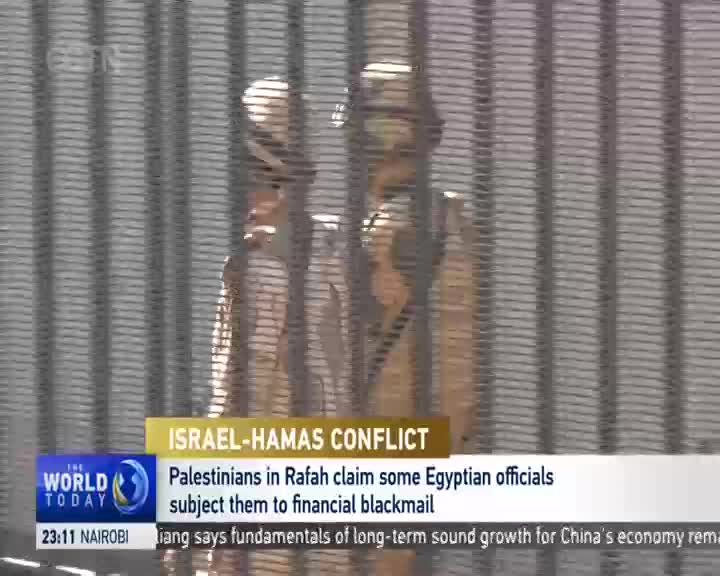 CGTN
ISRAEL-HAMAS CONFLICT
THE
WORLD
TODAY
Palestinians in Rafah claim some Egyptian officials
subject them to financial blackmail
23:11 NAIROBI
liang says fundamentals of long-term sound growth for China's economy rema